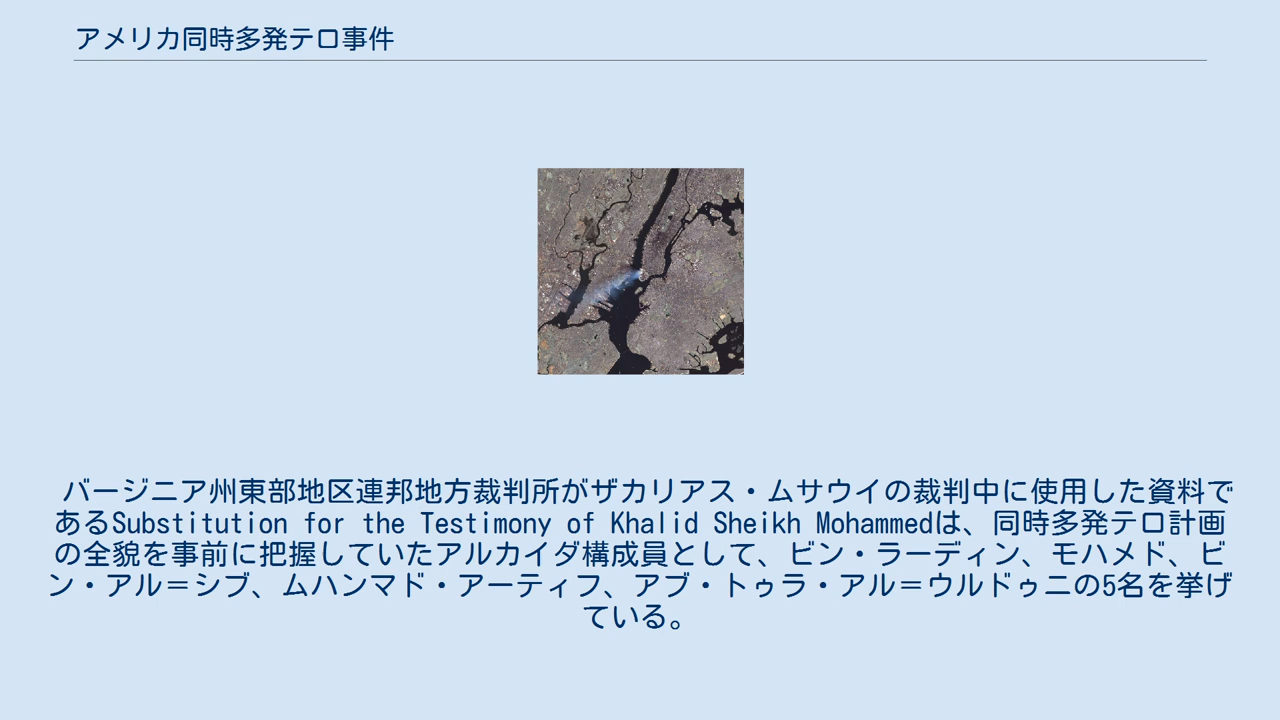 アメリカ同時多発テロ事件
バージニア州東部地区連邦地方裁判所がザカリアス・ムサウイの裁判中に使用した資料で
あるSubstitution for the Testimony of Khalid Sheikh Mohammedは、同時多発テロ計画
の全貌を事前に把握していたアルカイダ構成員として、ビン・ラーディン、モハメド、ビ
ン・アル＝シブ、ムハンマド・アーティフ、アブ・トゥラ・アル＝ウルドゥニの5名を挙げ
ている。